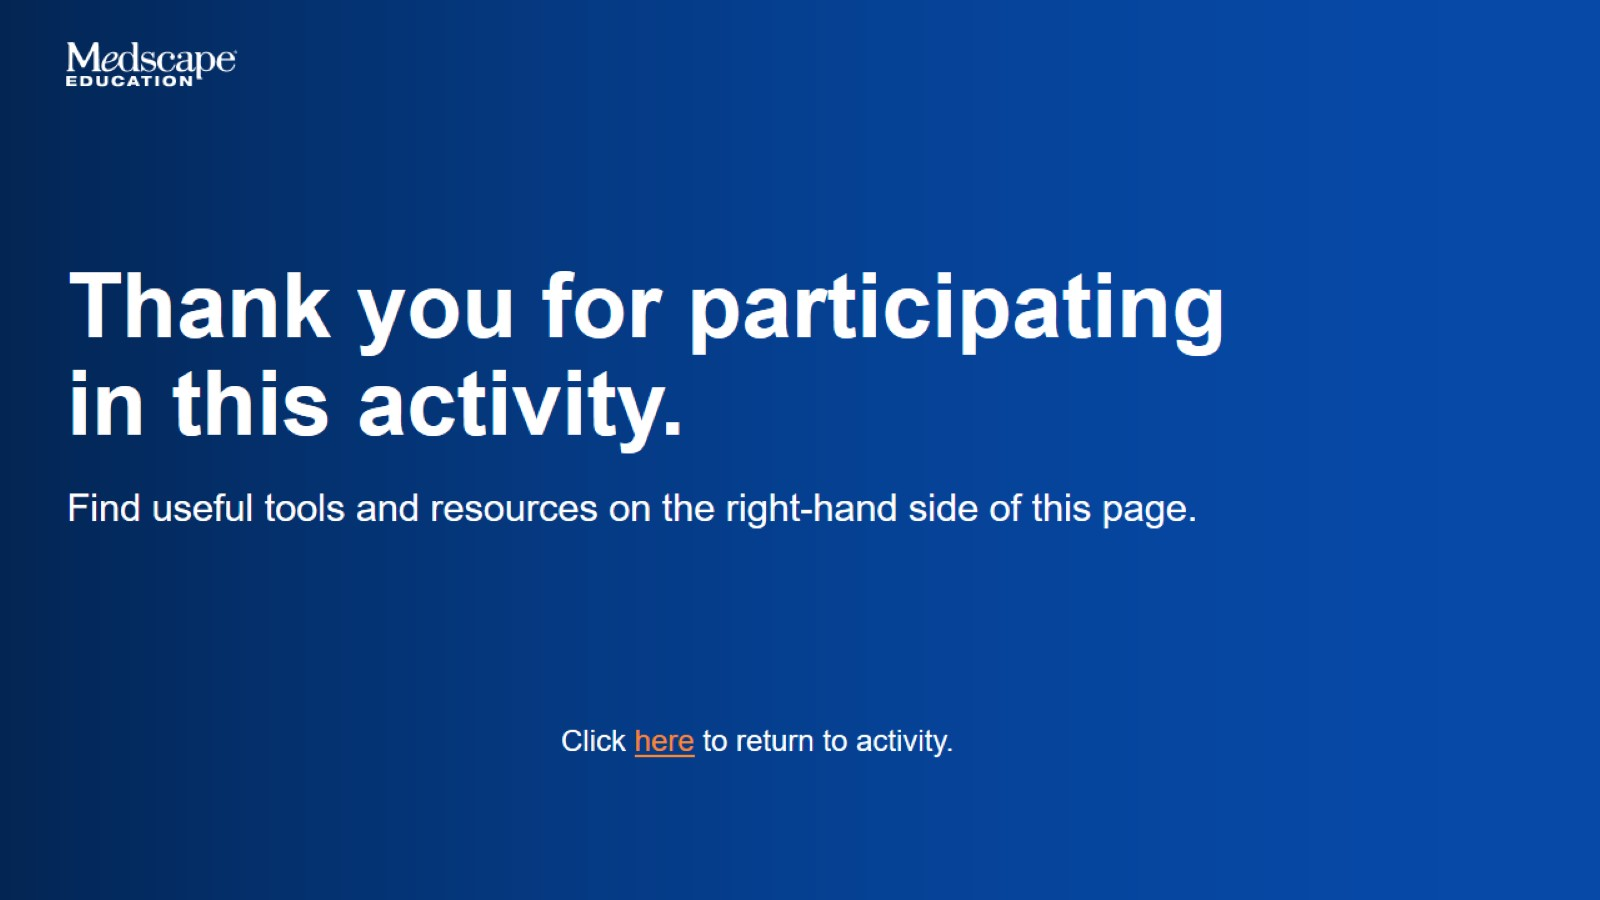 Medscape
EDUCATION
Thank you for participating
in this activity.
Find useful tools and resources on the right-hand side of this page.
Click here to return to activity.